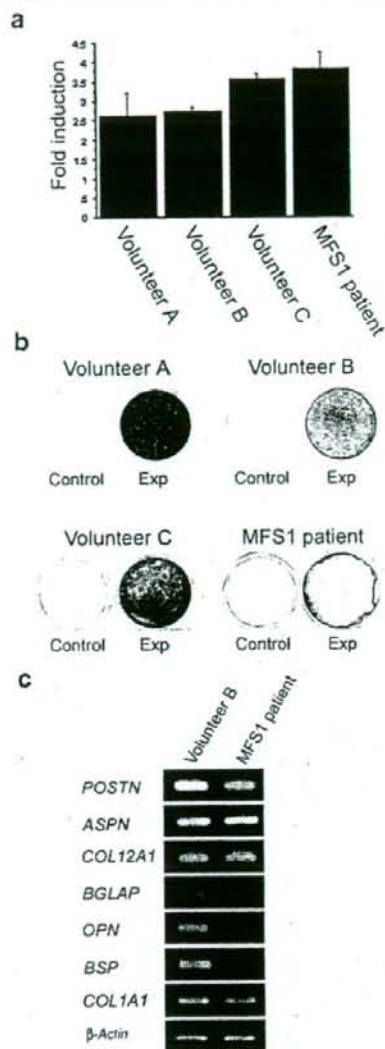 a
Fold induction
4.5
4
3.5
3
2.5
2
1.5
1
.5
0
Volunteer A
Volunteer B
Volunteer C
MFS1 patient
b
Volunteer A
Volunteer B
Control Exp
Control Exp
Volunteer C
MFS1 patient
Control Exp
Control Exp
c
Volunteer B
MFS1 patient
POSTN
ASPN
COL12A1
BGLAP
OPN
BSP
COL1A1
β-Actin